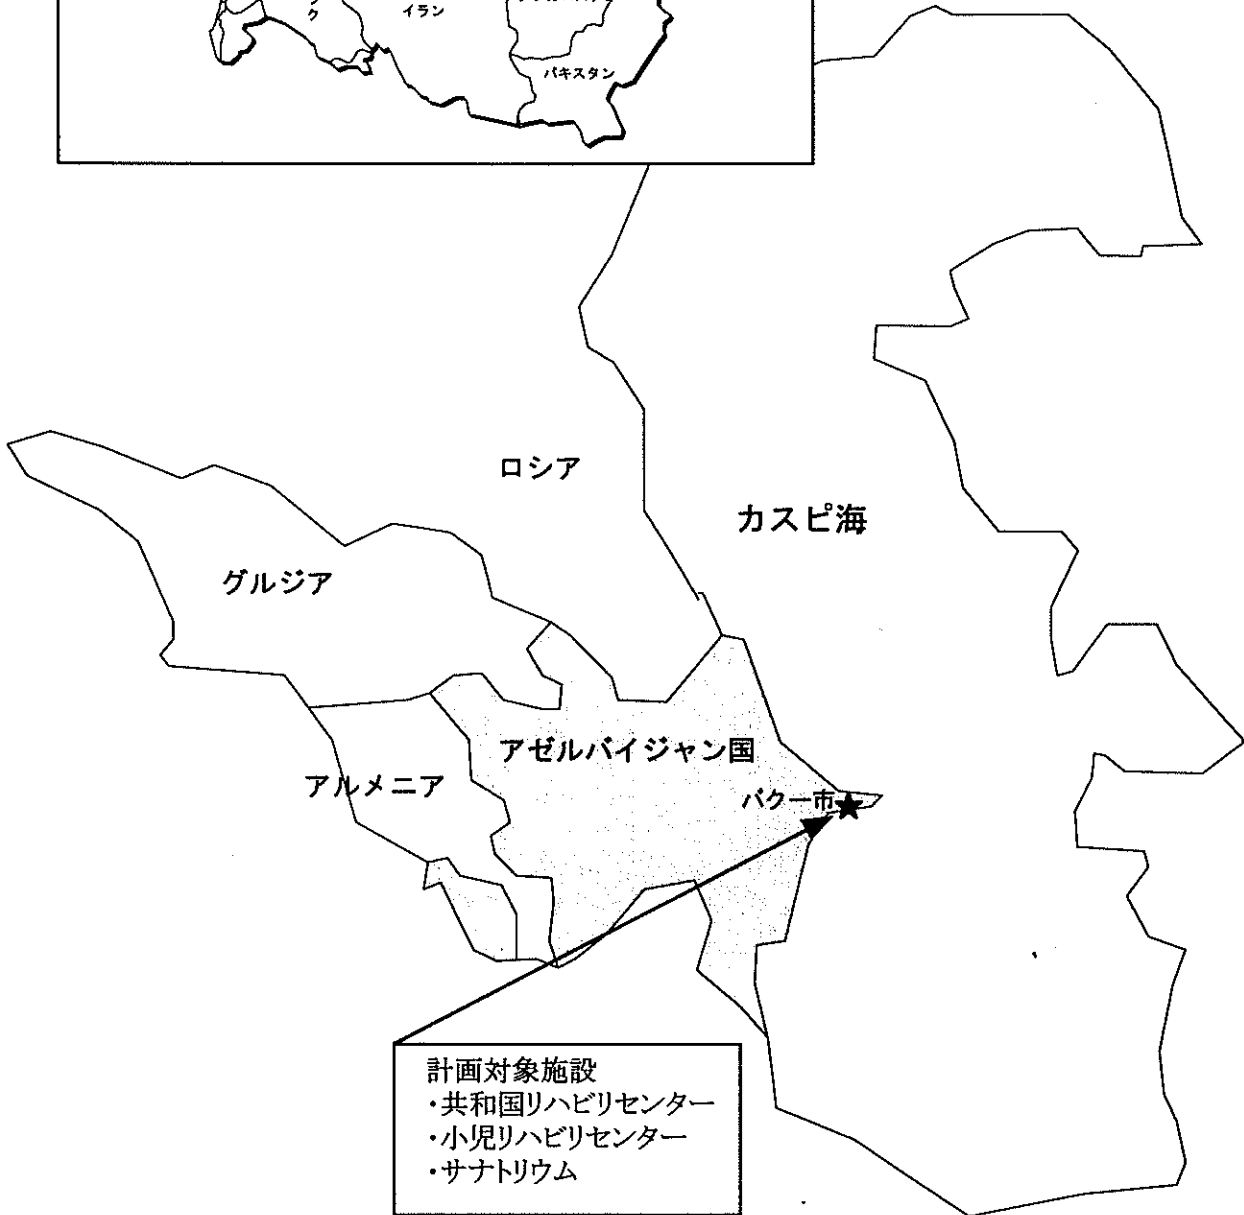 イラン
パキスタン
ロシア
カスピ海
グルジア
アゼルバイジャン国
アルメニア
バクー市
計画対象施設
・共和国リハビリセンター
・小児リハビリセンター
・サナトリウム